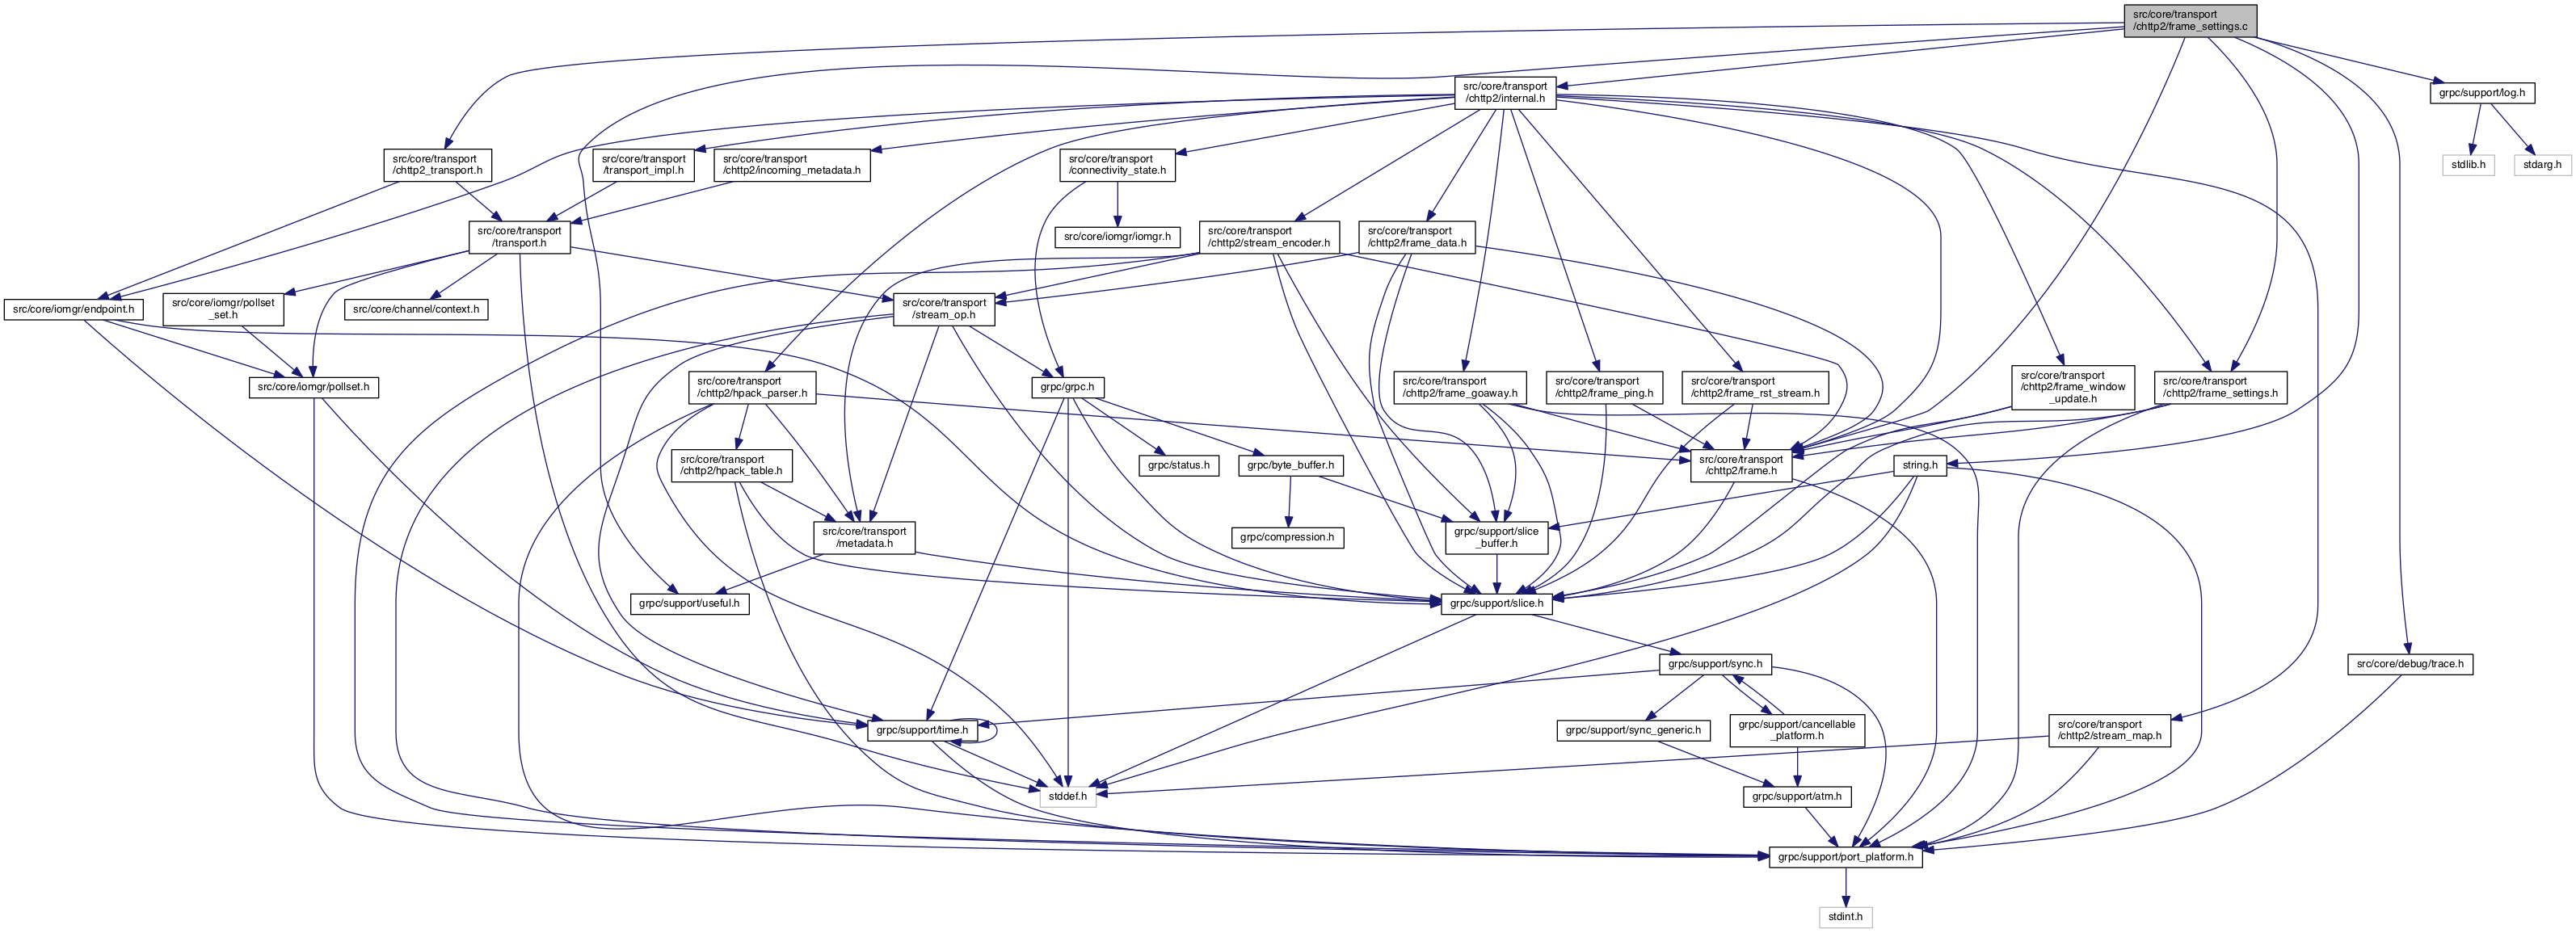 src/core/transport
/chttp2/frame_settings.c
src/core/transport
/chttp2/internal.h
grpc/support/log.h
src/core/transport
/chttp2_transport.h
src/core/transport
/transport_impl.h
src/core/transport
/chttp2/incoming_metadata.h
src/core/transport
/connectivity_state.h
stdlib.h
stdarg.h
src/core/transport
/transport.h
src/core/iomgr/iomgr.h
src/core/transport
/chttp2/stream_encoder.h
src/core/transport
/chttp2/frame_data.h
src/core/iomgr/endpoint.h
src/core/iomgr/pollset
_set.h
src/core/channel/context.h
src/core/transport
/stream_op.h
src/core/iomgr/pollset.h
src/core/transport
/chttp2/hpack_parser.h
grpc/grpc.h
src/core/transport
/chttp2/frame_goaway.h
src/core/transport
/chttp2/frame_ping.h
src/core/transport
/chttp2/frame_rst_stream.h
src/core/transport
/chttp2/frame_window
_update.h
src/core/transport
/chttp2/frame_settings.h
src/core/transport
/chttp2/hpack_table.h
grpc/status.h
grpc/byte_buffer.h
src/core/transport
/chttp2/frame.h
string.h
src/core/transport
/metadata.h
grpc/compression.h
grpc/support/slice
_buffer.h
grpc/support/useful.h
grpc/support/slice.h
grpc/support/sync.h
src/core/debug/trace.h
grpc/support/time.h
grpc/support/sync_generic.h
grpc/support/cancellable
_platform.h
src/core/transport
/chttp2/stream_map.h
stddef.h
grpc/support/atm.h
grpc/support/port_platform.h
stdint.h